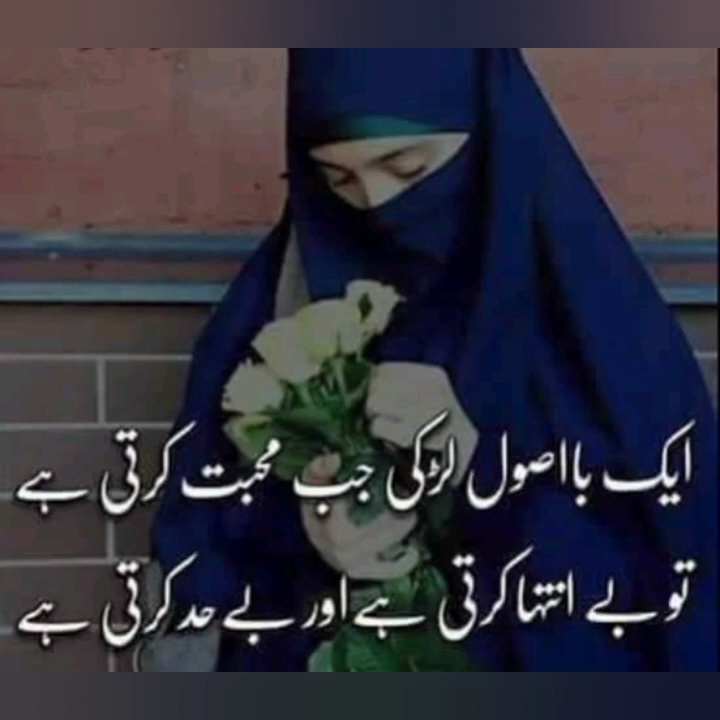 ایک بااصول لڑکی جب محبت کرتی ہے
تو بے انتہا کرتی ہے اور بے حد کرتی ہے